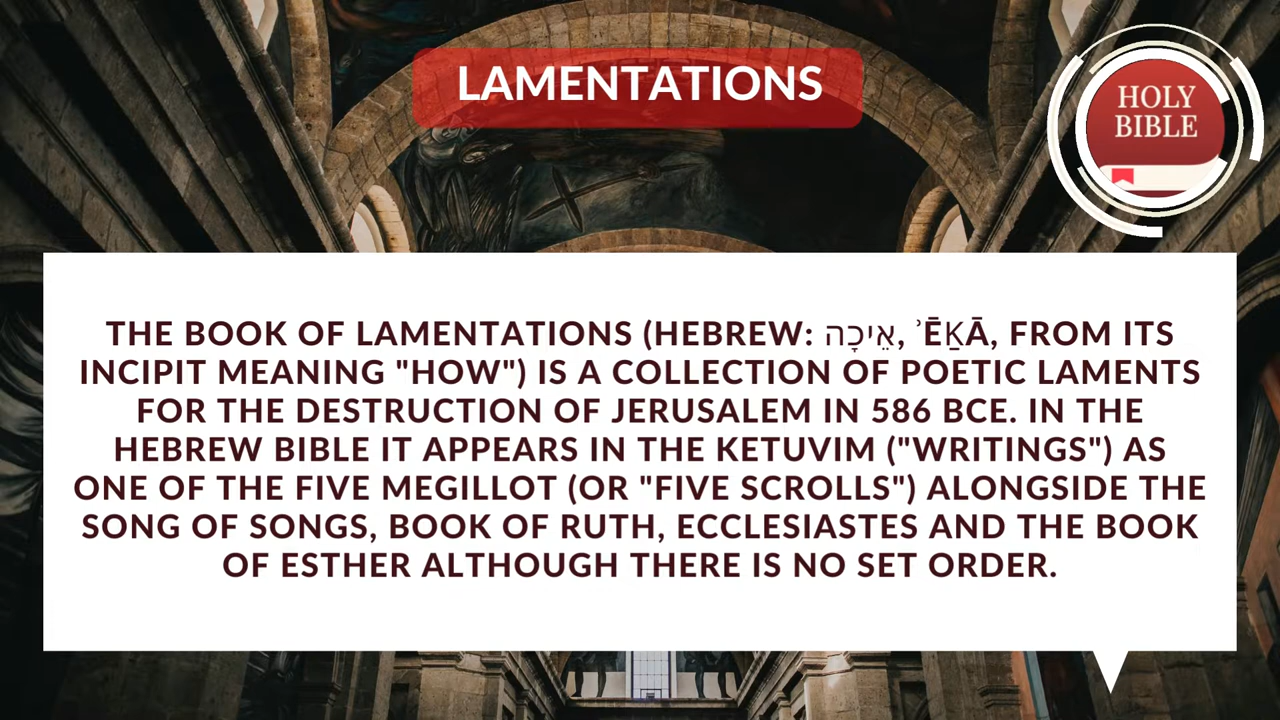 LAMENTATIONS
HOLY
BIBLE
THE BOOK OF LAMENTATIONS (HEBREW: אֵיכָה, ʾĒḴĀ, FROM ITS
INCIPIT MEANING "HOW") IS A COLLECTION OF POETIC LAMENTS
FOR THE DESTRUCTION OF JERUSALEM IN 586 BCE. IN THE
HEBREW BIBLE IT APPEARS IN THE KETUVIM ("WRITINGS") AS
ONE OF THE FIVE MEGILLOT (OR "FIVE SCROLLS") ALONGSIDE THE
SONG OF SONGS, BOOK OF RUTH, ECCLESIASTES AND THE BOOK
OF ESTHER ALTHOUGH THERE IS NO SET ORDER.